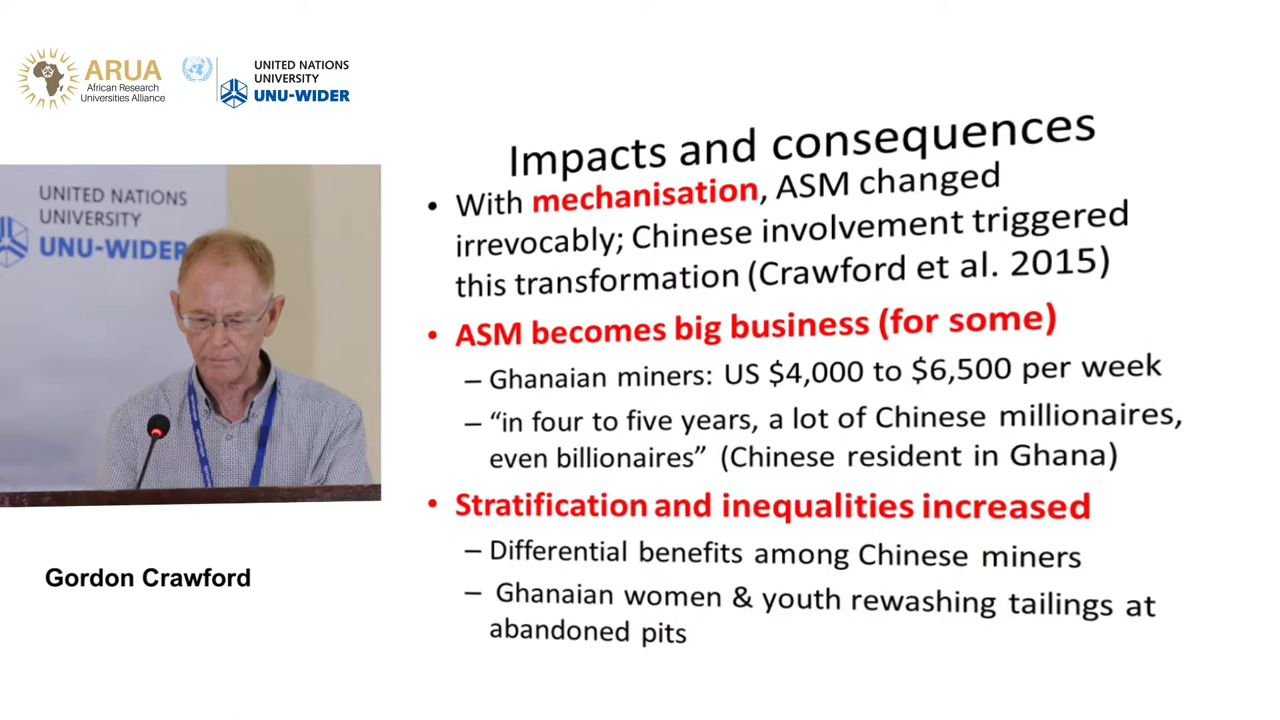 ARUA
African Research
Universities Alliance
UNITED NATIONS
UNIVERSITY
UNU-WIDER
UNITED NATIONS
UNIVERSITY
UNU-WIDER
Gordon Crawford
Impacts and consequences
• With mechanisation, ASM changed
irrevocably; Chinese involvement triggered
this transformation (Crawford et al. 2015)
• ASM becomes big business (for some)
– Ghanaian miners: US $4,000 to $6,500 per week
– “in four to five years, a lot of Chinese millionaires,
even billionaires” (Chinese resident in Ghana)
• Stratification and inequalities increased
– Differential benefits among Chinese miners
– Ghanaian women & youth rewashing tailings at
abandoned pits